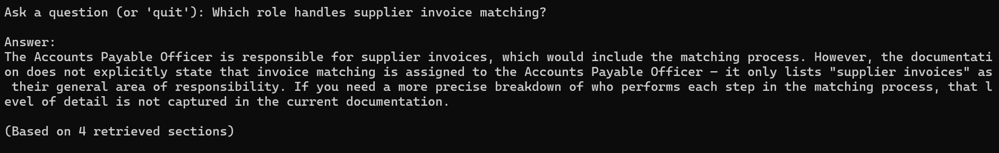 Ask a question (or 'quit'): Which role handles supplier invoice matching?
Answer:
The Accounts Payable Officer is responsible for supplier invoices, which would include the matching process. However, the documentati
on does not explicitly state that invoice matching is assigned to the Accounts Payable Officer — it only lists "supplier invoices" as
 their general area of responsibility. If you need a more precise breakdown of who performs each step in the matching process, that l
evel of detail is not captured in the current documentation.
(Based on 4 retrieved sections)